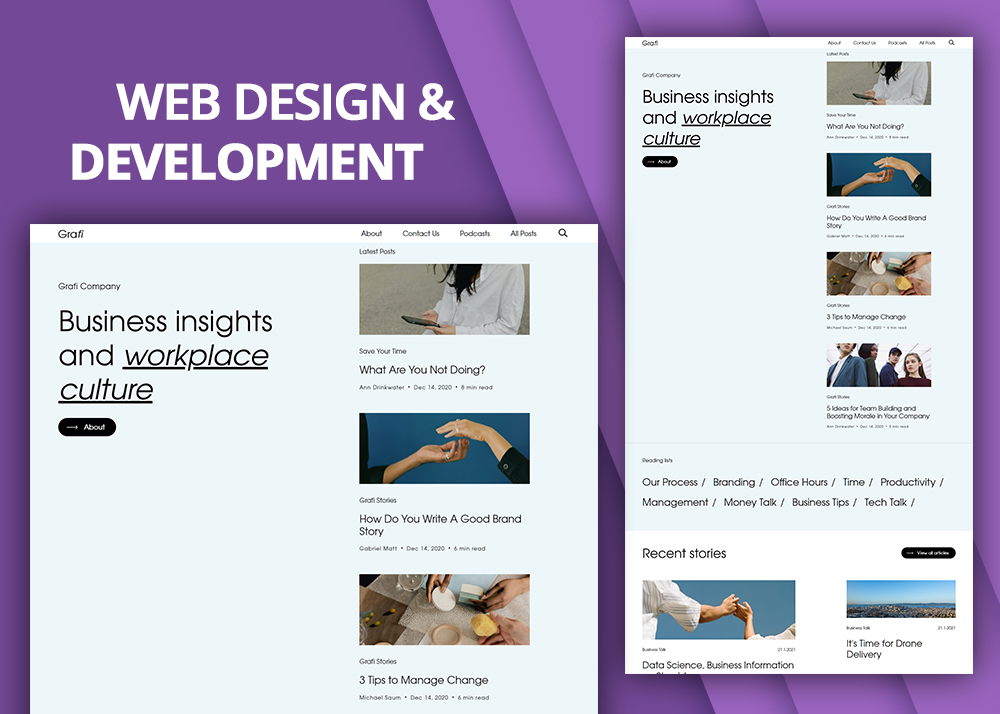 WEB DESIGN &
DEVELOPMENT
Grafi
About Contact Us Podcasts All Posts
Latest Posts
Grafi Company
Business insights
and workplace
culture
About
Save Your Time
What Are You Not Doing?
Ann Drinkwater • Dec 14, 2020 • 8 min read
Grafi Stories
How Do You Write A Good Brand
Story
Gabriel Matt • Dec 14, 2020 • 6 min read
Grafi Stories
3 Tips to Manage Change
Michael Saum • Dec 14, 2020 • 6 min read
Grafi
About Contact Us Podcasts All Posts
Latest Posts
Grafi Company
Business insights
and workplace
culture
About
Save Your Time
What Are You Not Doing?
Ann Drinkwater • Dec 14, 2020 • 8 min read
Grafi Stories
How Do You Write A Good Brand
Story
Gabriel Matt • Dec 14, 2020 • 6 min read
Grafi Stories
3 Tips to Manage Change
Michael Saum • Dec 14, 2020 • 6 min read
Grafi Stories
5 Ideas for Team Building and
Boosting Morale in Your Company
Ann Drinkwater • Dec 14, 2020 • 5 min read
Reading lists
Our Process / Branding / Office Hours / Time / Productivity /
Management / Money Talk / Business Tips / Tech Talk /
Recent stories
View all articles
Business Talk 21.1.2021
Data Science, Business Information
Business Talk 21.1.2021
It's Time for Drone
Delivery